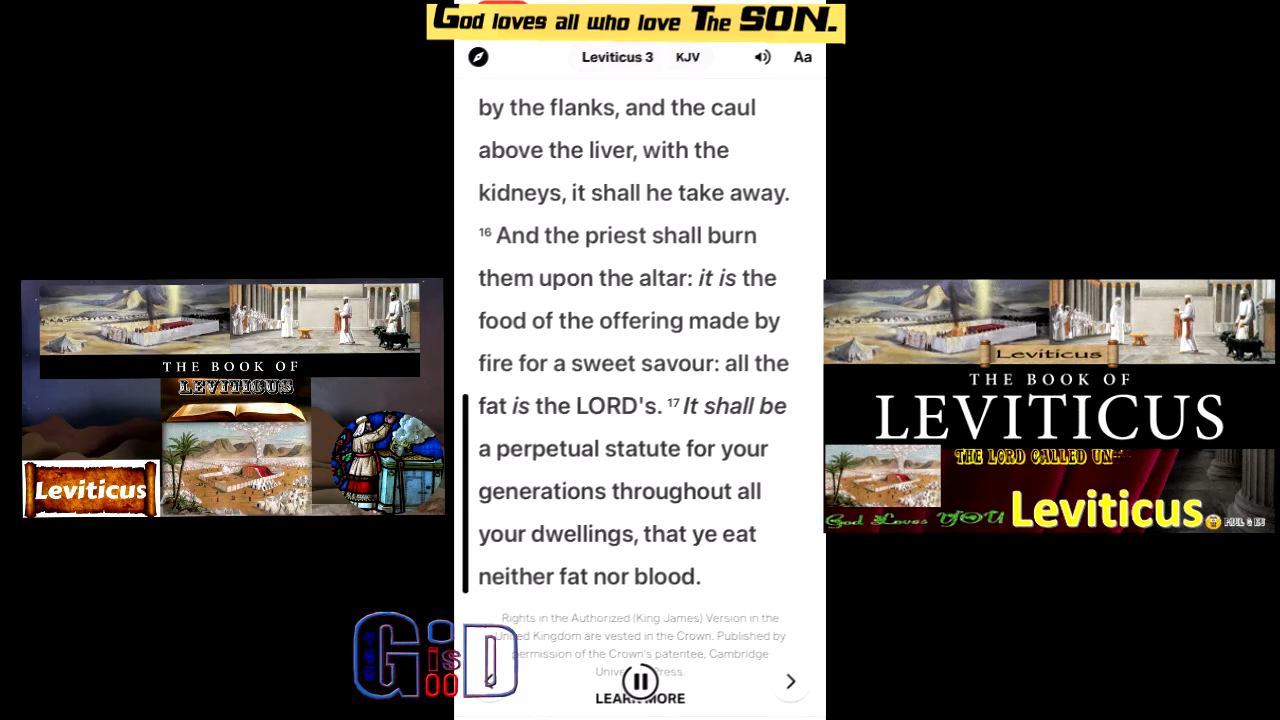 God loves all who love The SON.
Leviticus 3 KJV Aa
by the flanks, and the caul
above the liver, with the
kidneys, it shall he take away.
16 And the priest shall burn
them upon the altar: it is the
food of the offering made by
fire for a sweet savour: all the
fat is the LORD's. 17 It shall be
a perpetual statute for your
generations throughout all
your dwellings, that ye eat
neither fat nor blood.
Rights in the Authorized (King James) Version in the
United Kingdom are vested in the Crown. Published by
permission of the Crown's patentee, Cambridge
Press.
LEARN MORE
THE BOOK OF
LEVITICUS
Leviticus
Leviticus
THE BOOK OF
LEVITICUS
THE LORD CALLED UN
God Loves YOU
Leviticus.
GisD